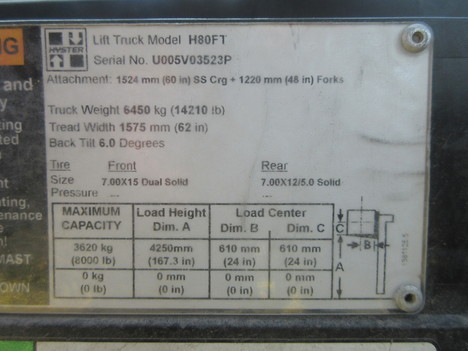 NG
HYSTER
Lift Truck Model H80FT
Serial No. U005V03523P
Attachment: 1524 mm (60 in) SS Crg + 1220 mm (48 in) Forks
and
Truck Weight 6450 kg (14210 lb)
Tread Width 1575 mm (62 in)
Back Tilt 6.0 Degrees
Tire Front Rear
Size 7.00X15 Dual Solid 7.00X12/5.0 Solid
Pressure --- ---
MAXIMUM CAPACITY
Load Height Dim. A
Load Center
Dim. B Dim. C
3620 kg 4250mm 610 mm 610 mm
(8000 lb) (167.3 in) (24 in) (24 in)
0 kg 0 mm 0 mm 0 mm
(0 lb) (0 in) (0 in) (0 in)
C
B
A
MAST
OWN